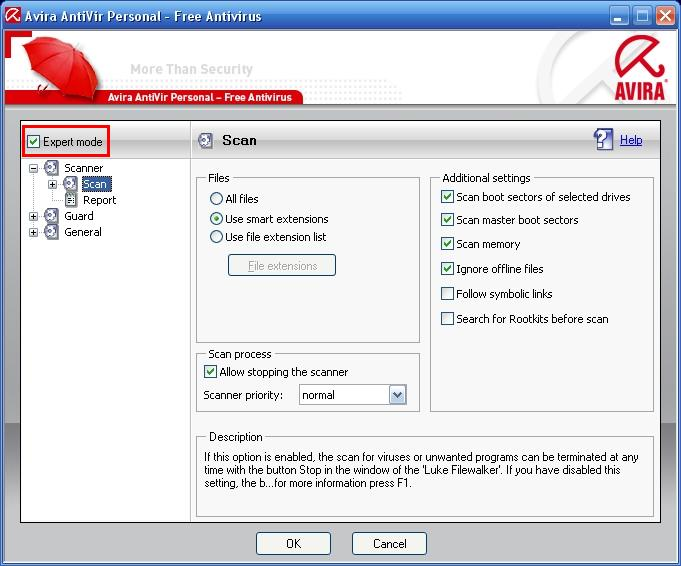 Avira AntiVir Personal - Free Antivirus
More Than Security
Avira AntiVir Personal – Free Antivirus
AVIRA
Expert mode
Scanner
Scan
Report
Guard
General
Scan
Help
Files
All files
Use smart extensions
Use file extension list
File extensions
Scan process
Allow stopping the scanner
Scanner priority:
normal
Additional settings
Scan boot sectors of selected drives
Scan master boot sectors
Scan memory
Ignore offline files
Follow symbolic links
Search for Rootkits before scan
Description
If this option is enabled, the scan for viruses or unwanted programs can be terminated at any
time with the button Stop in the window of the 'Luke Filewalker'. If you have disabled this
setting, the b...for more information press F1.
OK
Cancel